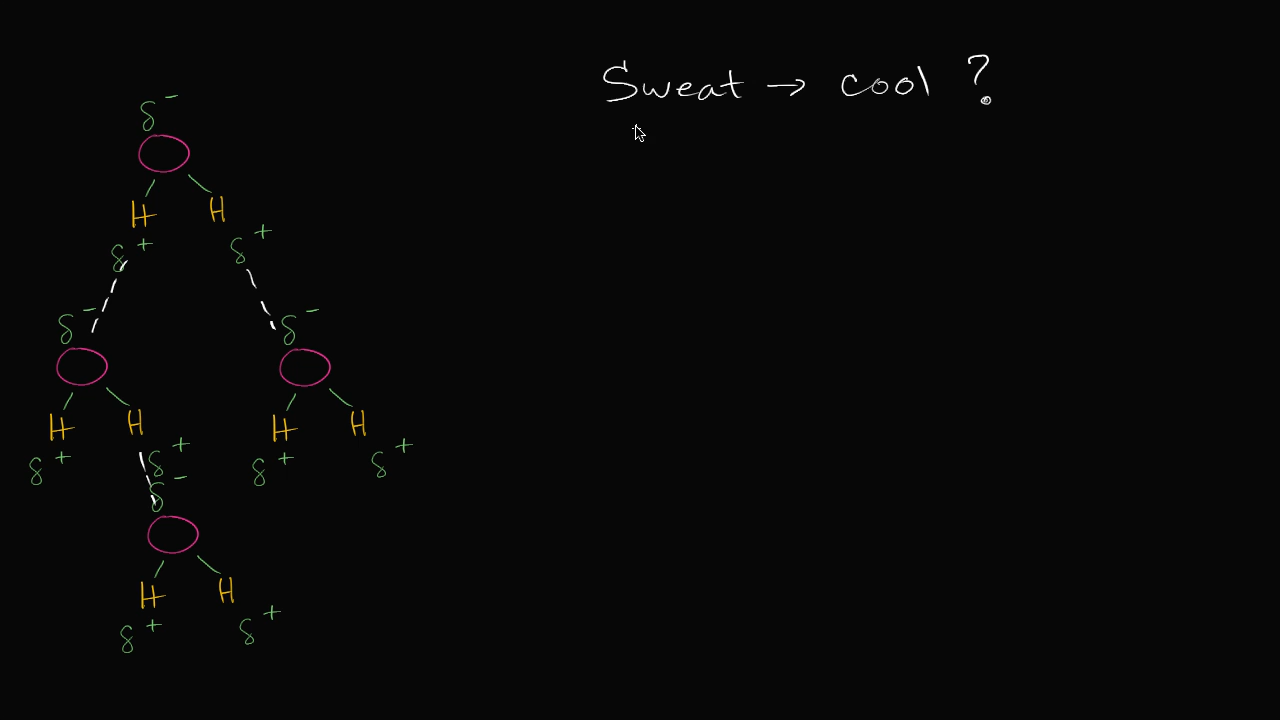 Sweat → cool ?
δ⁻
O
H H
δ⁺ δ⁺
δ⁻ δ⁻
O O
H H H H
δ⁺ δ⁺ δ⁺ δ⁺
δ⁻
O
H H
δ⁺ δ⁺